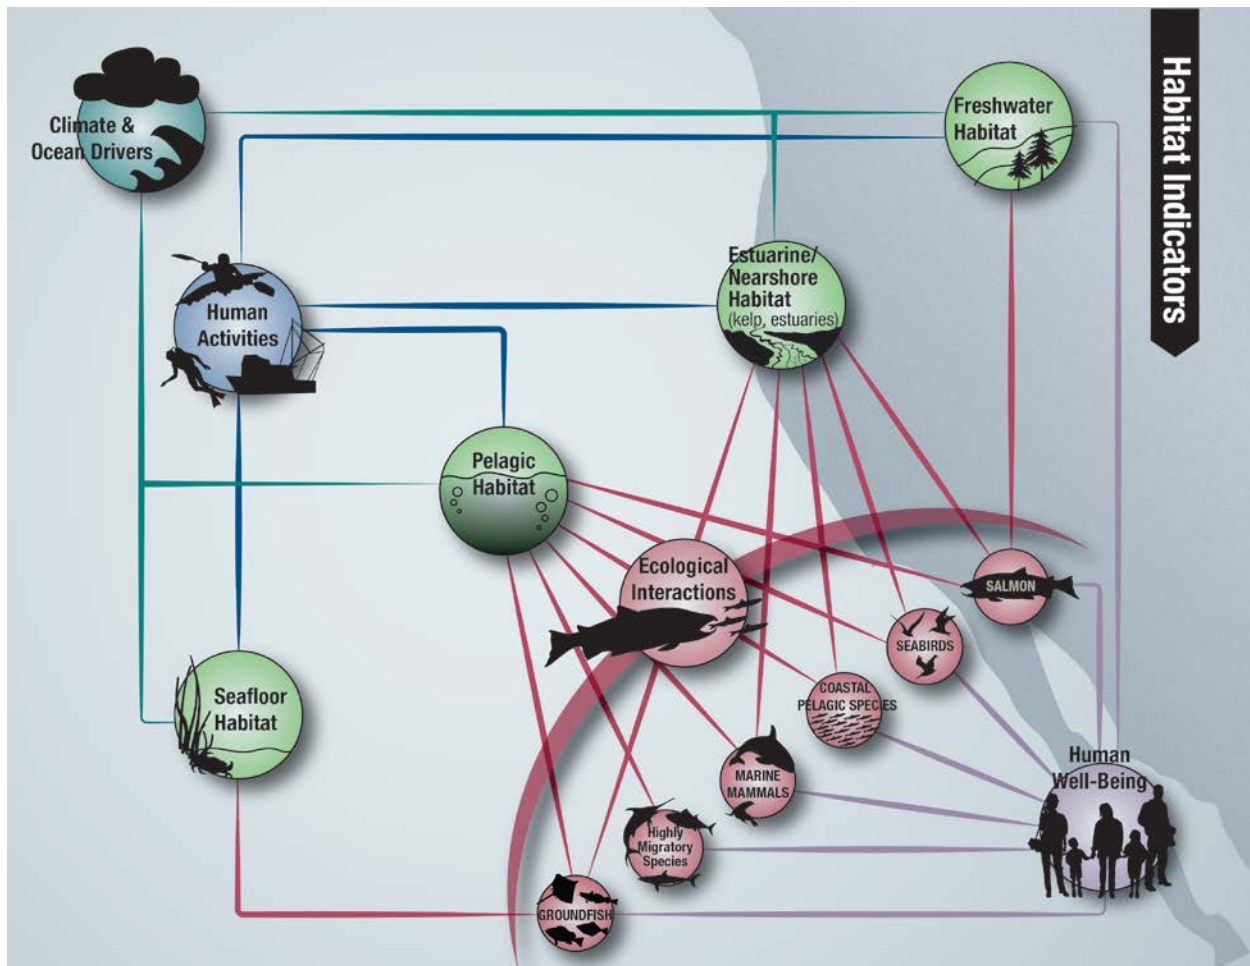 Habitat Indicators
Climate &
Ocean Drivers
Freshwater
Habitat
Human
Activities
Estuarine/
Nearshore
Habitat
(kelp, estuaries)
Pelagic
Habitat
Ecological
Interactions
SALMON
SEABIRDS
COASTAL
PELAGIC SPECIES
Seafloor
Habitat
MARINE
MAMMALS
Human
Well-Being
Highly
Migratory
Species
GROUNDFISH